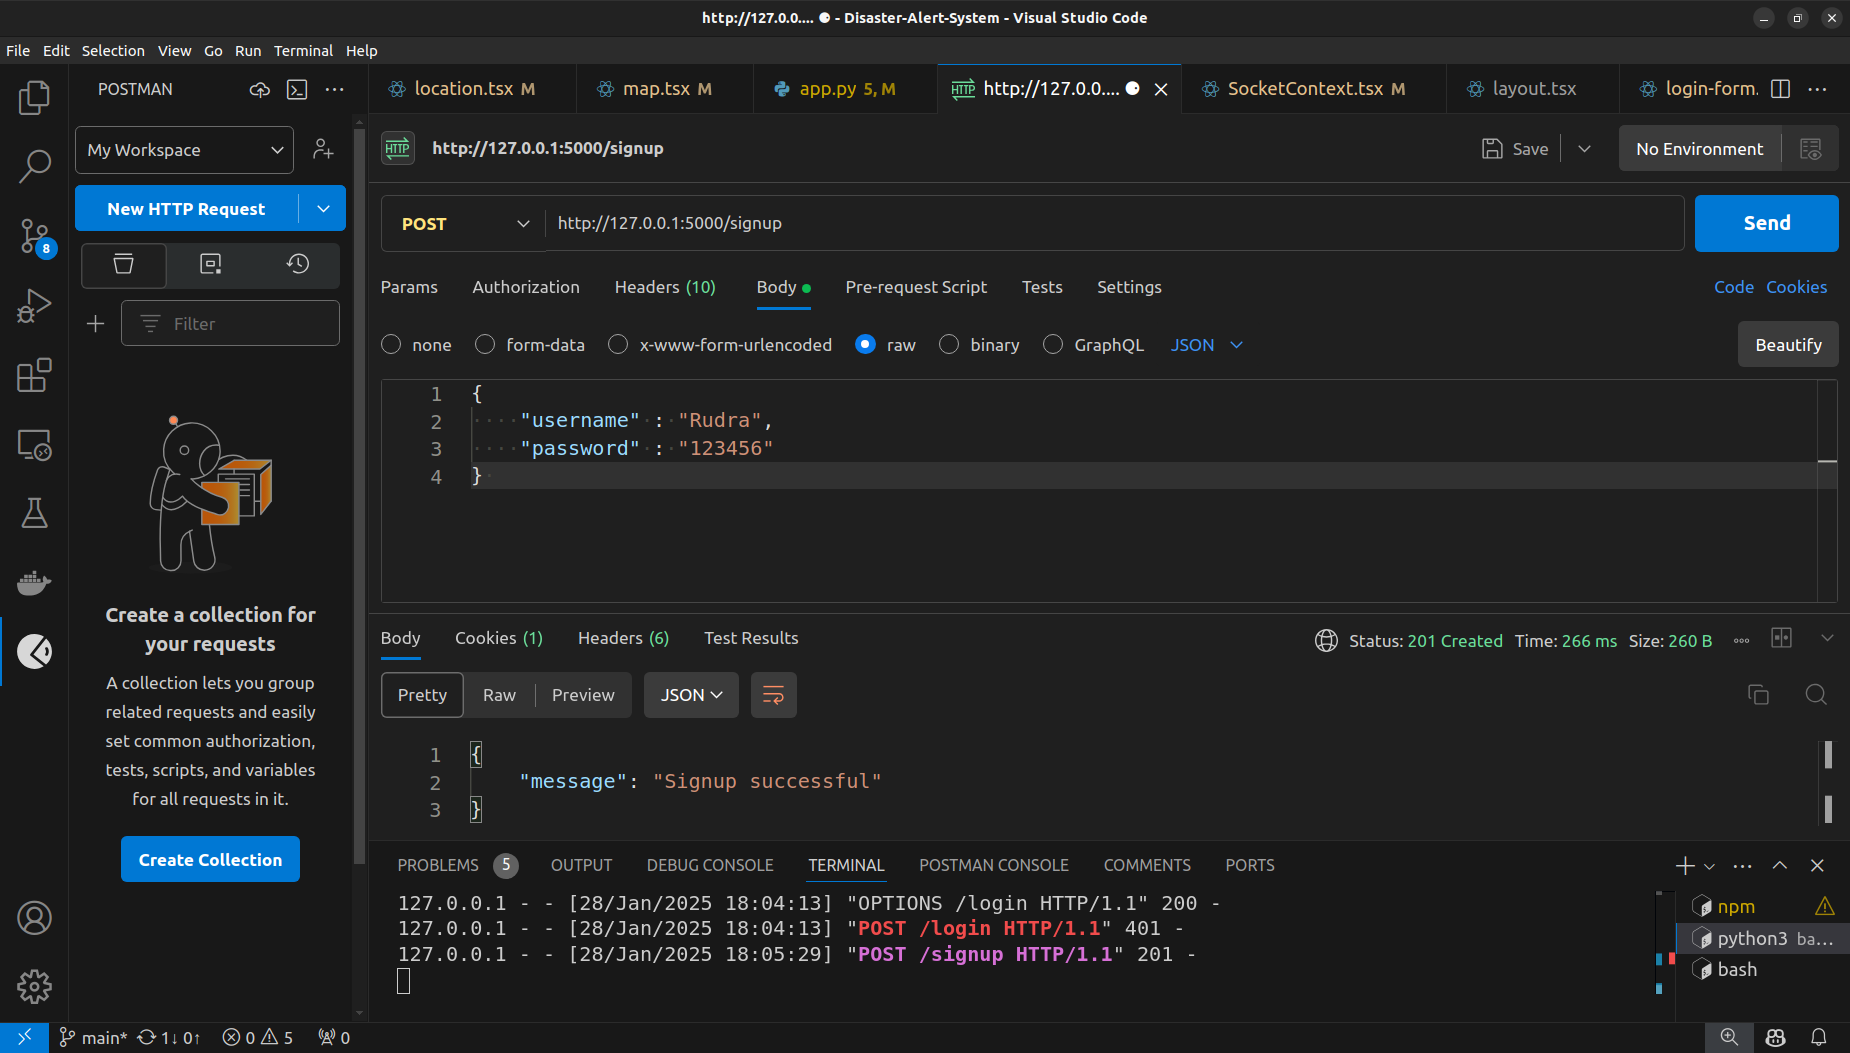 http://127.0.0.... ● - Disaster-Alert-System - Visual Studio Code
File Edit Selection View Go Run Terminal Help
POSTMAN
location.tsx M
map.tsx M
app.py 5, M
http://127.0.0....
SocketContext.tsx M
layout.tsx
login-form.
My Workspace
New HTTP Request
8
Filter
Create a collection for
your requests
A collection lets you group
related requests and easily
set common authorization,
tests, scripts, and variables
for all requests in it.
Create Collection
HTTP http://127.0.0.1:5000/signup
Save
No Environment
POST http://127.0.0.1:5000/signup
Send
Params Authorization Headers (10) Body Pre-request Script Tests Settings
Code Cookies
none form-data x-www-form-urlencoded raw binary GraphQL JSON
Beautify
1 {
2 "username" : "Rudra",
3 "password" : "123456"
4 }
Body Cookies (1) Headers (6) Test Results
Status: 201 Created Time: 266 ms Size: 260 B
Pretty Raw Preview JSON
1 {
2 "message": "Signup successful"
3 }
PROBLEMS 5 OUTPUT DEBUG CONSOLE TERMINAL POSTMAN CONSOLE COMMENTS PORTS
127.0.0.1 - - [28/Jan/2025 18:04:13] "OPTIONS /login HTTP/1.1" 200 -
127.0.0.1 - - [28/Jan/2025 18:04:13] "POST /login HTTP/1.1" 401 -
127.0.0.1 - - [28/Jan/2025 18:05:29] "POST /signup HTTP/1.1" 201 -
npm
python3 ba...
bash
main* 1↓ 0↑ 0 5 0